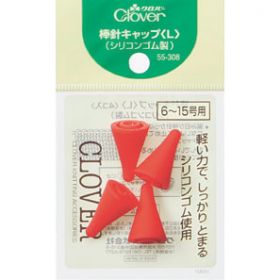 クロバー
Clover
棒針キャップ〈L〉
(シリコンゴム製)
55-308
6～15号用
軽い力で、しっかりとまる
シリコンゴム使用
CLOVER